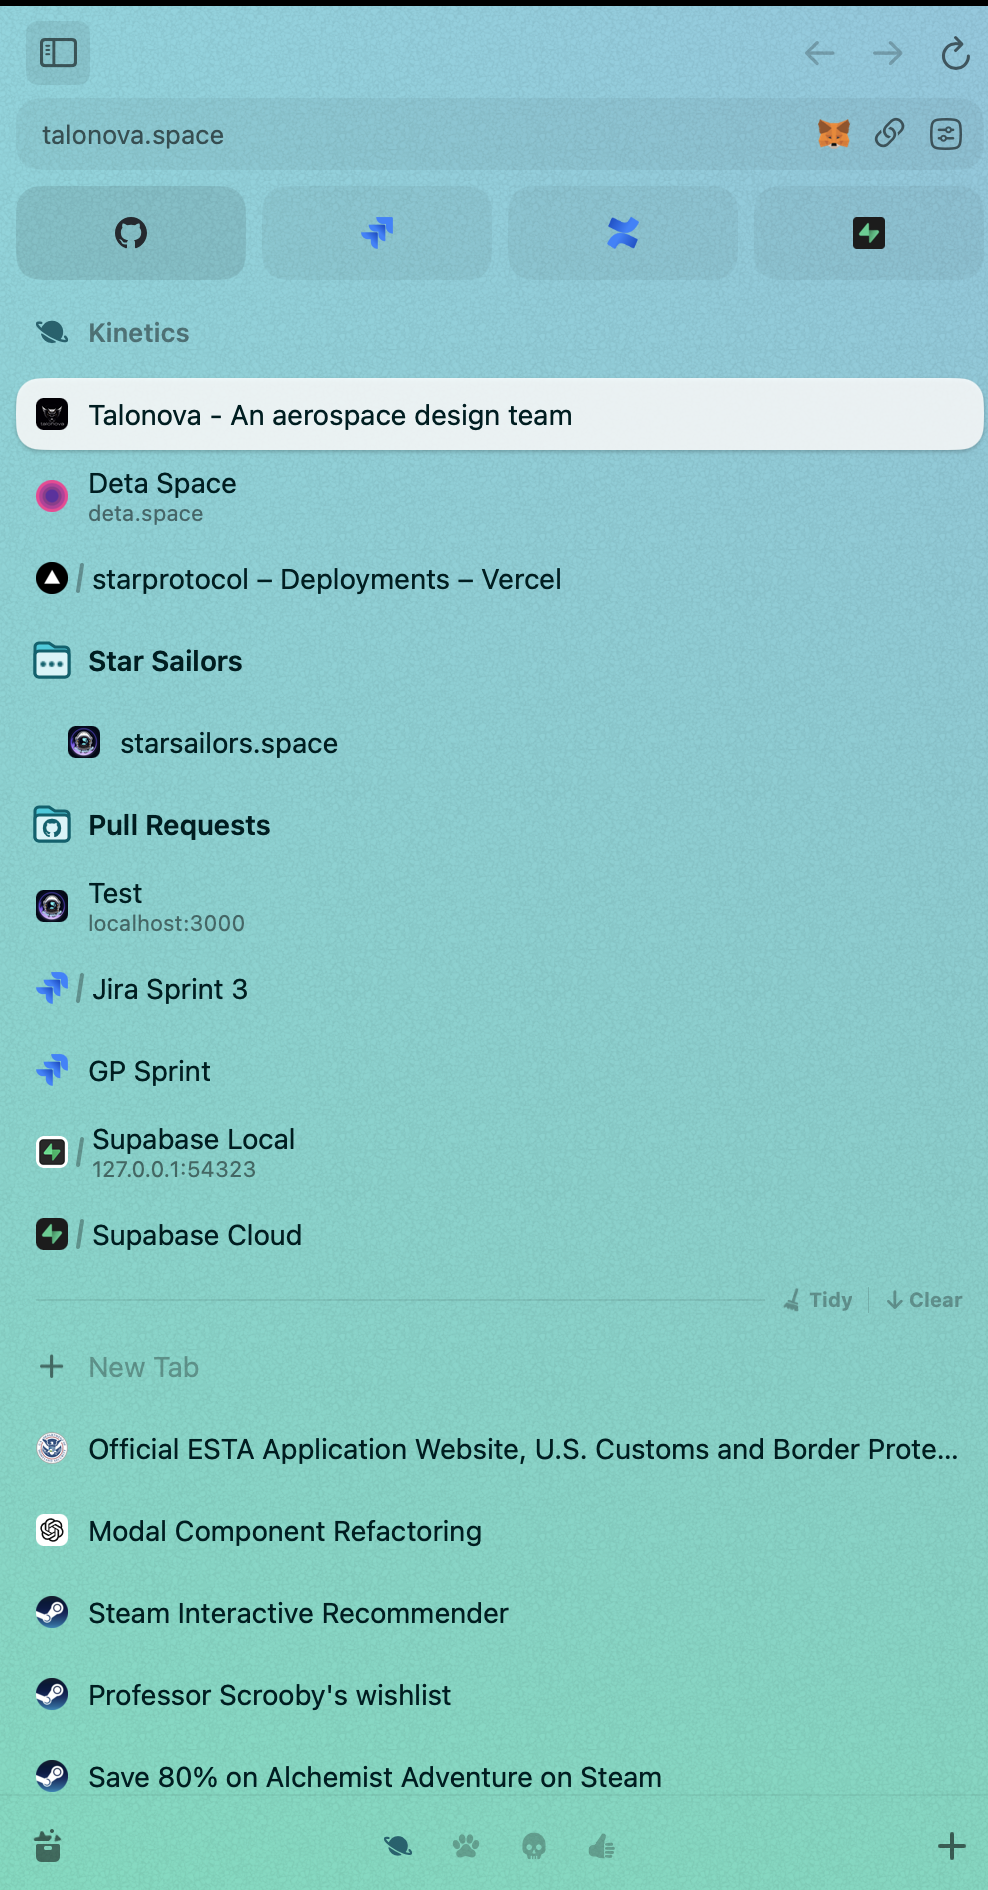 talonova.space
Kinetics
Talonova - An aerospace design team
Deta Space
deta.space
/ starprotocol – Deployments – Vercel
Star Sailors
starsailors.space
Pull Requests
Test
localhost:3000
/ Jira Sprint 3
GP Sprint
/ Supabase Local
127.0.0.1:54323
/ Supabase Cloud
Tidy
Clear
New Tab
Official ESTA Application Website, U.S. Customs and Border Prote...
Modal Component Refactoring
Steam Interactive Recommender
Professor Scrooby's wishlist
Save 80% on Alchemist Adventure on Steam